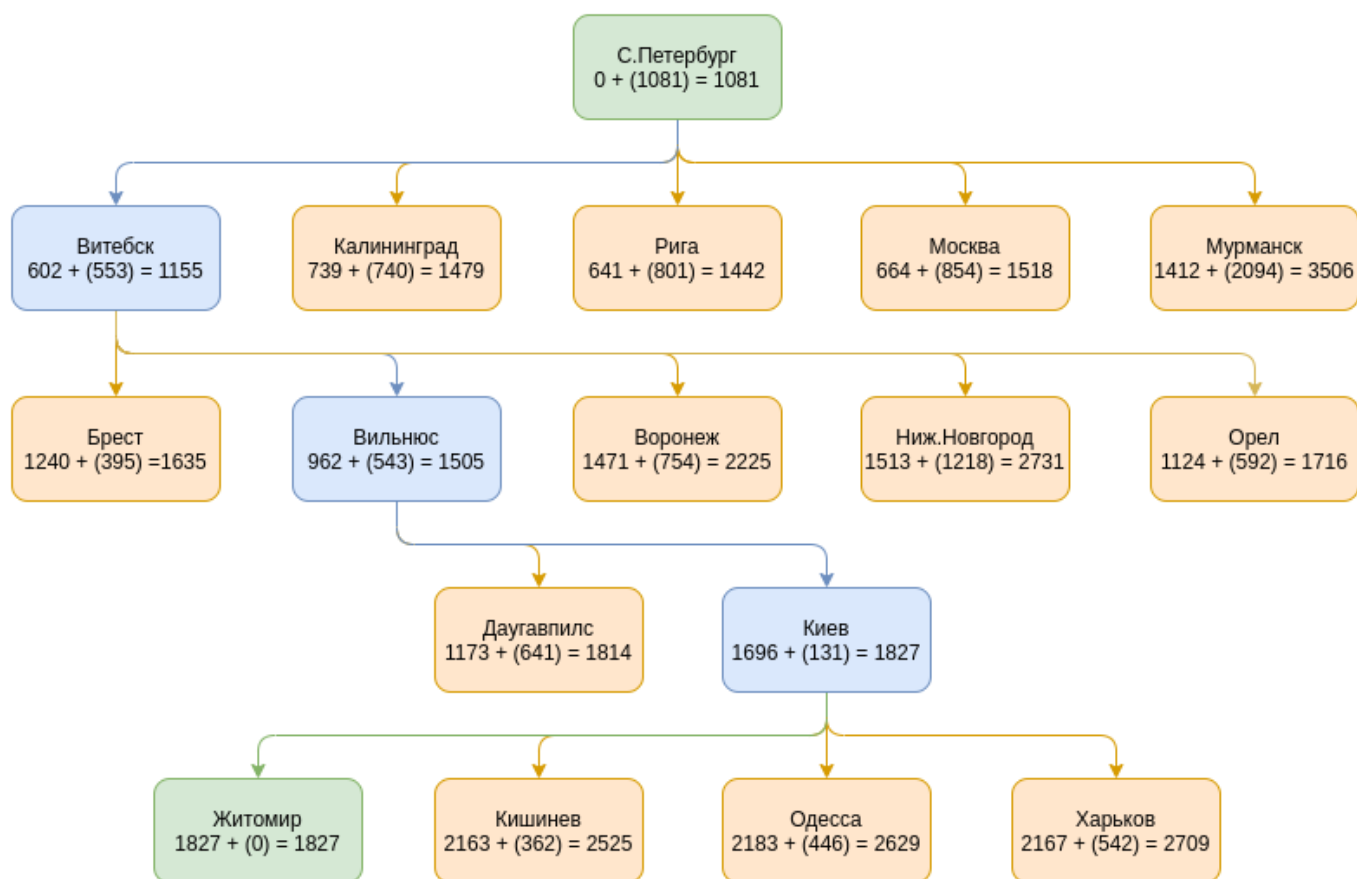 С.Петербург
0 + (1081) = 1081
Витебск
602 + (553) = 1155
Калининград
739 + (740) = 1479
Рига
641 + (801) = 1442
Москва
664 + (854) = 1518
Мурманск
1412 + (2094) = 3506
Брест
1240 + (395) =1635
Вильнюс
962 + (543) = 1505
Воронеж
1471 + (754) = 2225
Ниж.Новгород
1513 + (1218) = 2731
Орел
1124 + (592) = 1716
Даугавпилс
1173 + (641) = 1814
Киев
1696 + (131) = 1827
Житомир
1827 + (0) = 1827
Кишинев
2163 + (362) = 2525
Одесса
2183 + (446) = 2629
Харьков
2167 + (542) = 2709